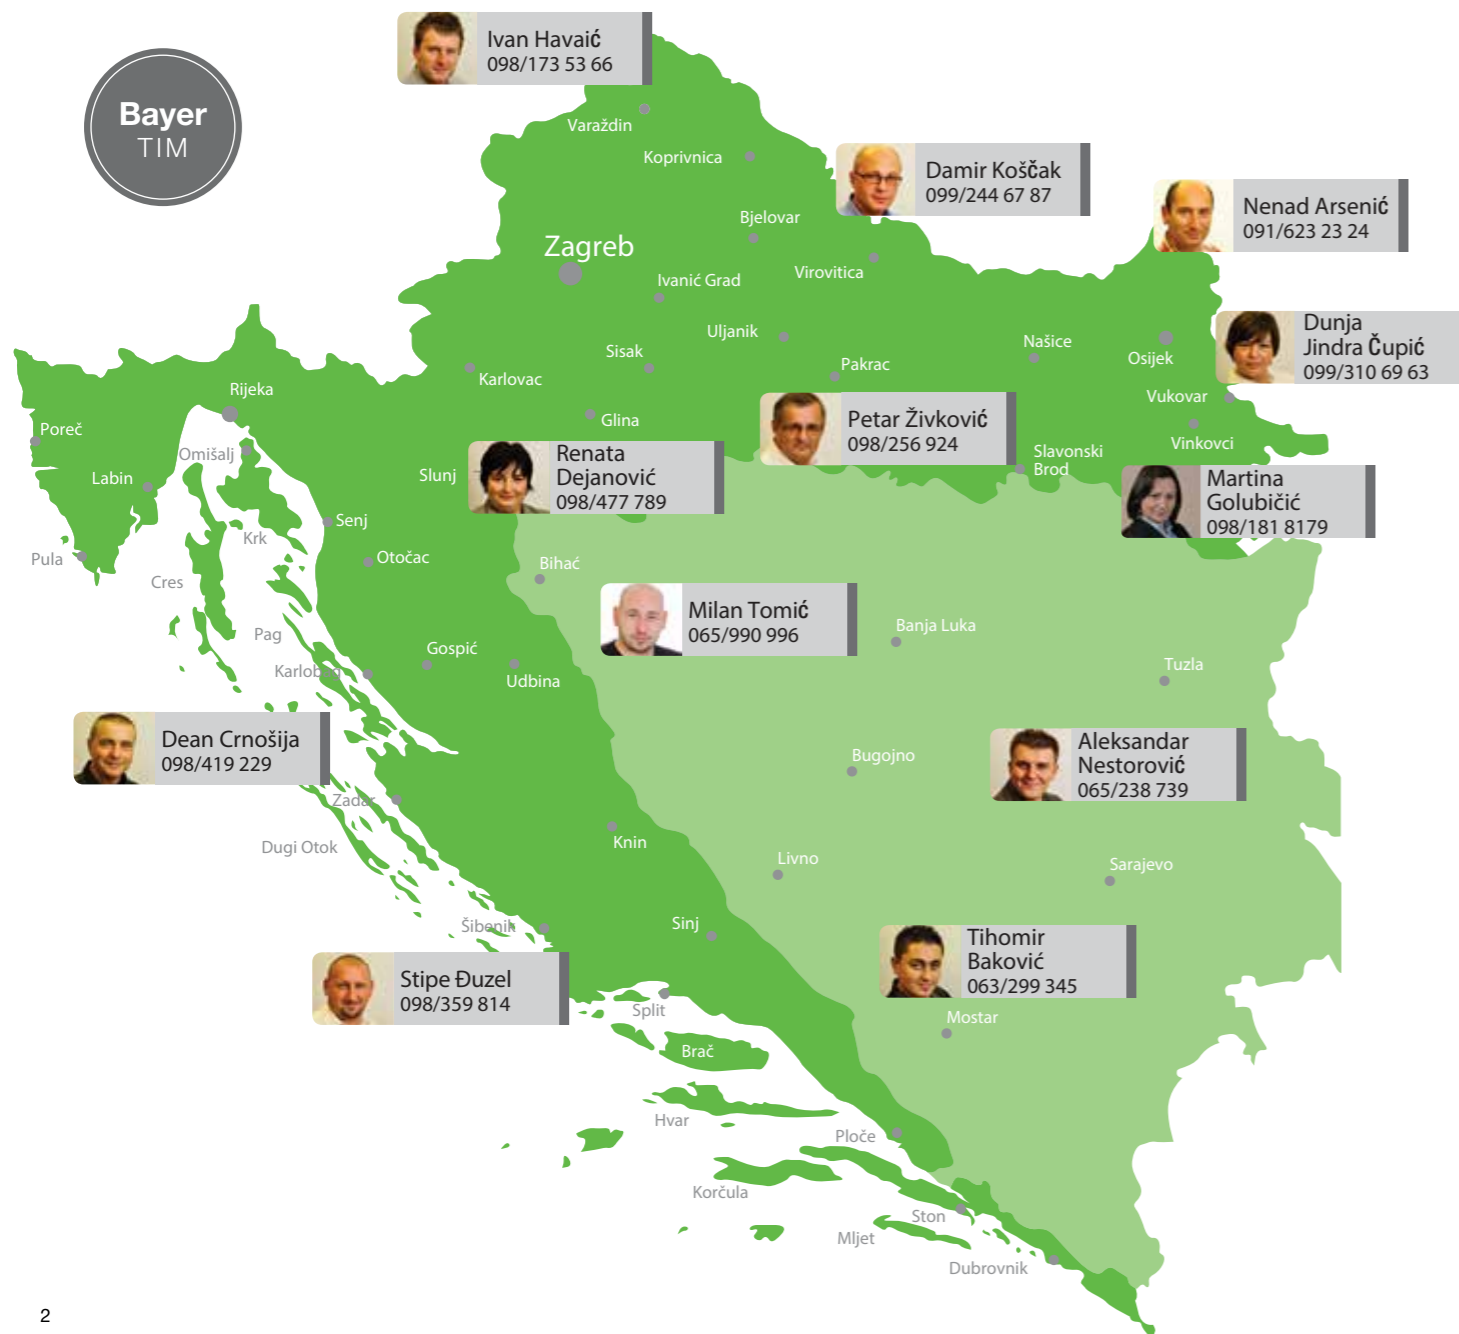 Ivan Havaić
098/173 53 66
Bayer
TIM
Varaždin
Koprivnica
Damir Koščak
099/244 67 87
Nenad Arsenić
091/623 23 24
Bjelovar
Zagreb
Virovitica
Ivanić Grad
Uljanik
Dunja
Jindra Čupić
099/310 69 63
Našice
Osijek
Sisak
Pakrac
Karlovac
Rijeka
Vukovar
Petar Živković
098/256 924
Glina
Poreč
Vinkovci
Omišalj
Slavonski
Brod
Renata
Dejanović
098/477 789
Labin
Slunj
Martina
Golubičić
098/181 8179
Senj
Krk
Pula
Otočac
Bihać
Cres
Milan Tomić
065/990 996
Banja Luka
Pag
Gospić
Karlobag
Udbina
Tuzla
Dean Crnošija
098/419 229
Aleksandar
Nestorović
065/238 739
Bugojno
Zadar
Dugi Otok
Knin
Livno
Sarajevo
Šibenik
Sinj
Tihomir
Baković
063/299 345
Stipe Đuzel
098/359 814
Split
Mostar
Brač
Hvar
Ploče
Korčula
Ston
Mljet
Dubrovnik
2